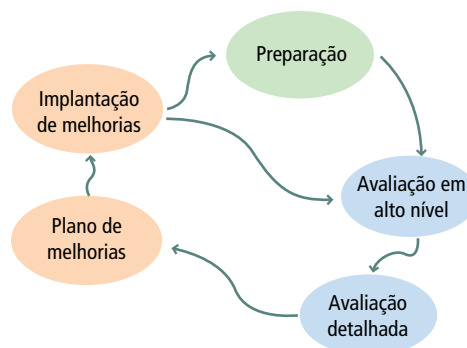 Preparação
Implantação
de melhorias
Avaliação em
alto nível
Plano de
melhorias
Avaliação
detalhada